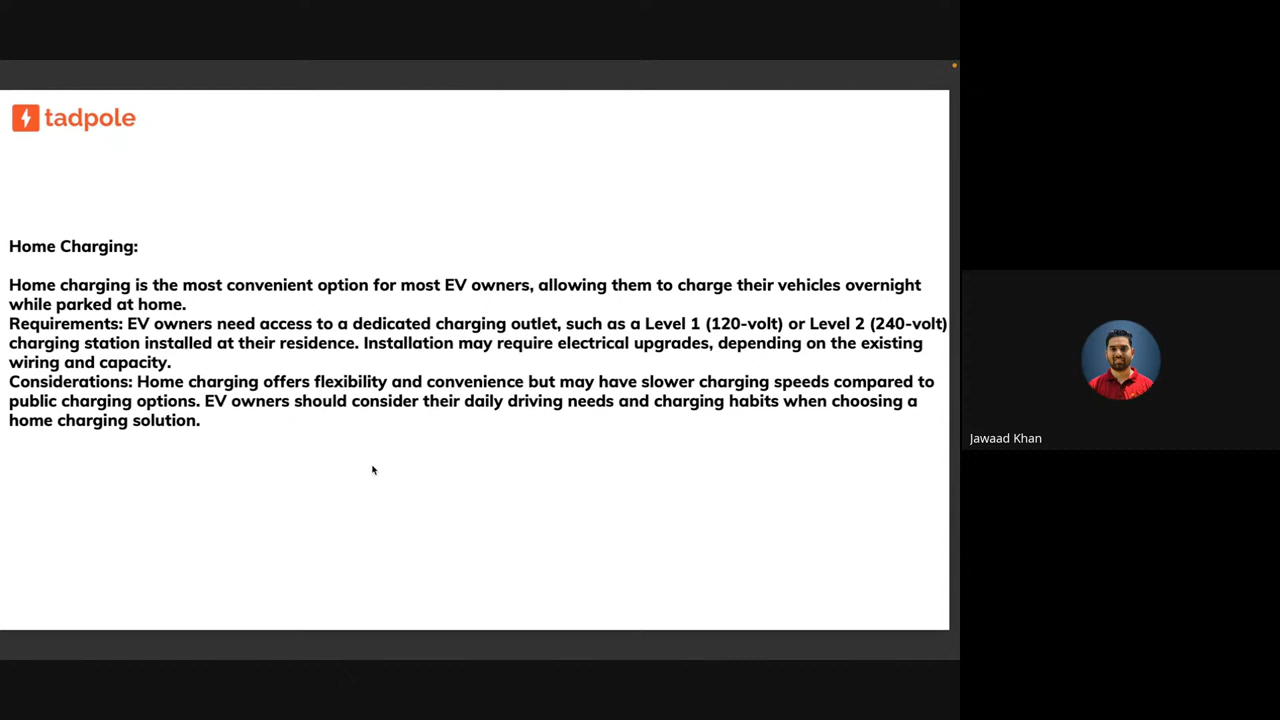 tadpole
Home Charging:
Home charging is the most convenient option for most EV owners, allowing them to charge their vehicles overnight
while parked at home.
Requirements: EV owners need access to a dedicated charging outlet, such as a Level 1 (120-volt) or Level 2 (240-volt)
charging station installed at their residence. Installation may require electrical upgrades, depending on the existing
wiring and capacity.
Considerations: Home charging offers flexibility and convenience but may have slower charging speeds compared to
public charging options. EV owners should consider their daily driving needs and charging habits when choosing a
home charging solution.
Jawaad Khan